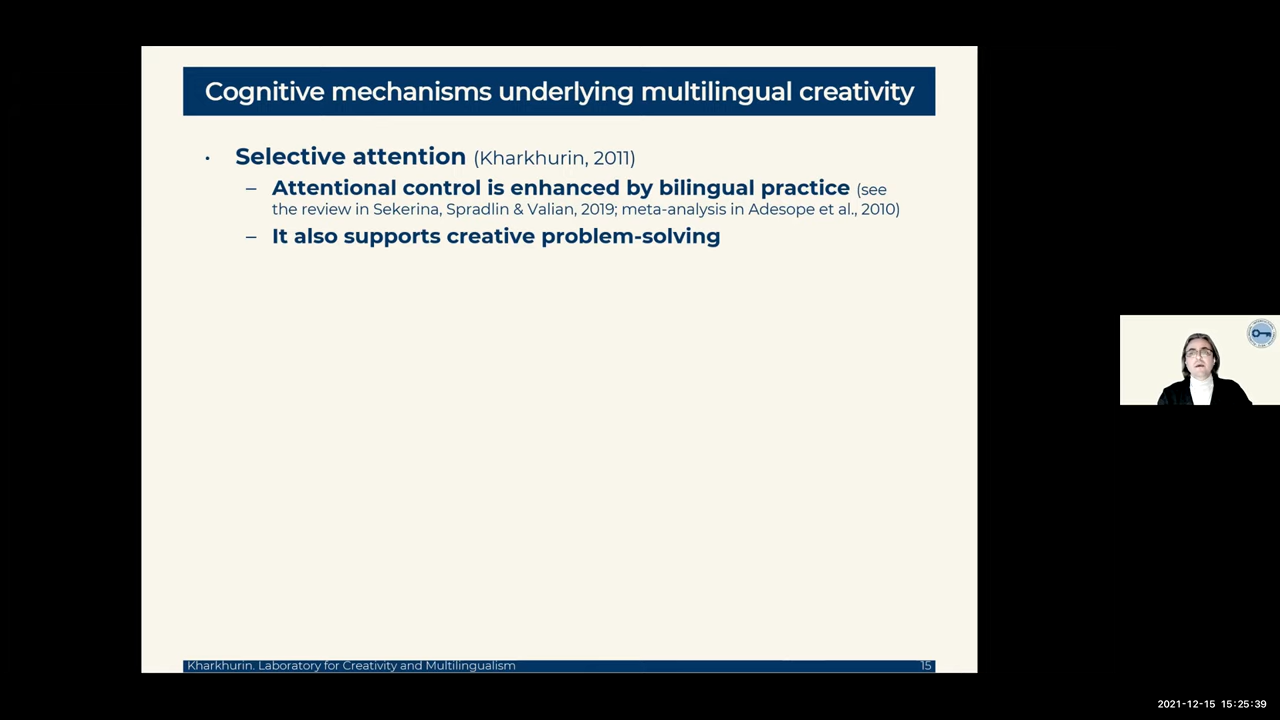 Cognitive mechanisms underlying multilingual creativity
• Selective attention (Kharkhurin, 2011)
– Attentional control is enhanced by bilingual practice (see
the review in Sekerina, Spradlin & Valian, 2019; meta-analysis in Adesope et al., 2010)
– It also supports creative problem-solving
Kharkhurin. Laboratory for Creativity and Multilingualism 15
2021-12-15 15:25:39